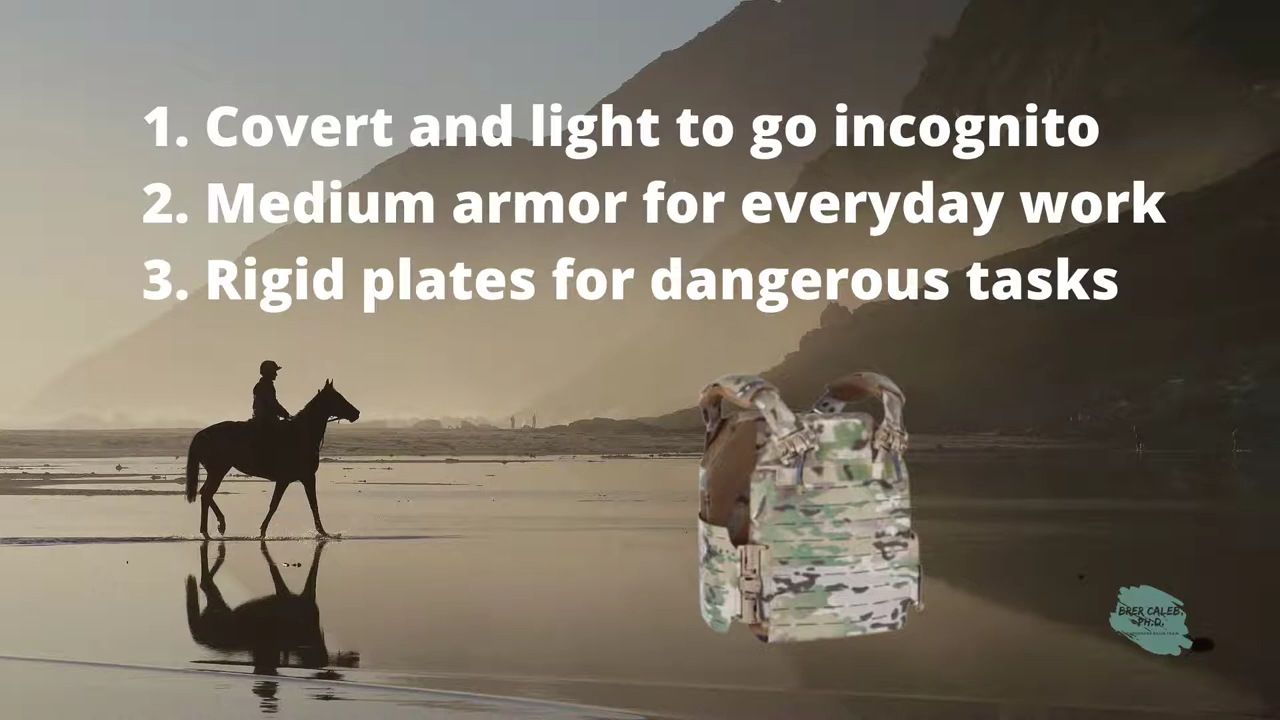 1. Covert and light to go incognito
2. Medium armor for everyday work
3. Rigid plates for dangerous tasks
BRER CALEB,
PH.D.